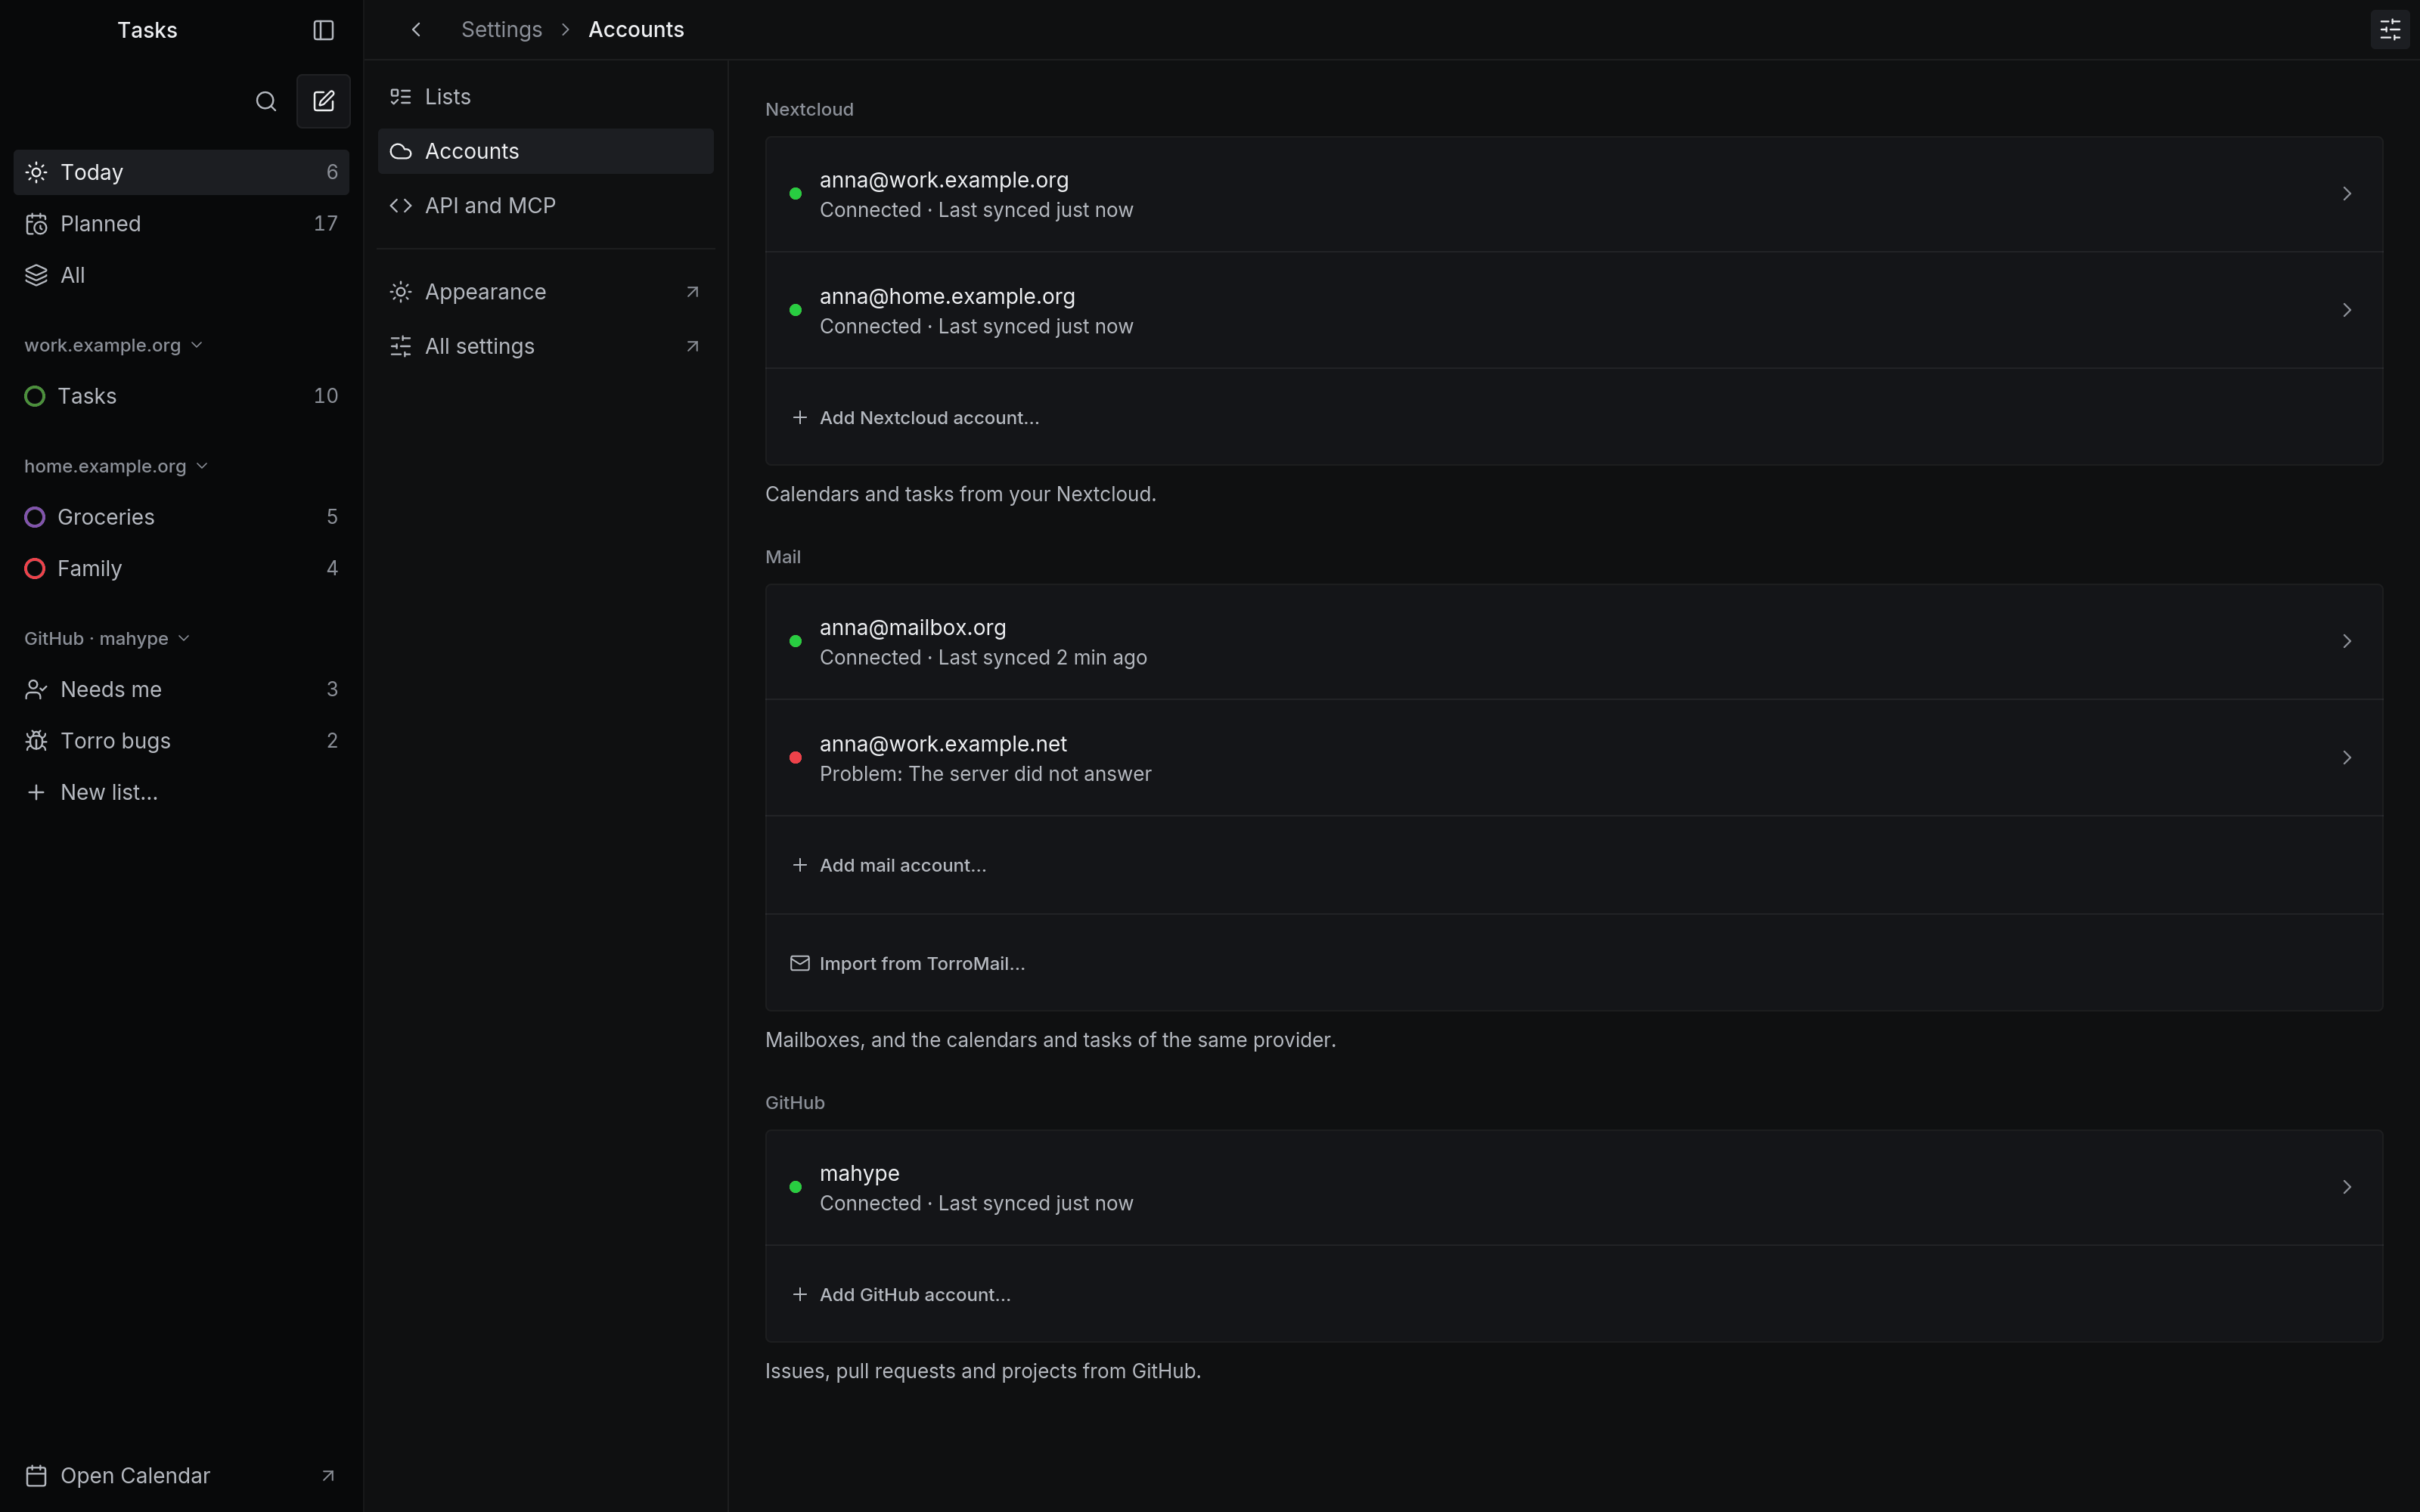 Tasks
Today 6
Planned 17
All
work.example.org
Tasks 10
home.example.org
Groceries 5
Family 4
GitHub · mahype
Needs me 3
Torro bugs 2
New list...
Open Calendar
Settings > Accounts
Lists
Accounts
API and MCP
Appearance
All settings
Nextcloud
anna@work.example.org
Connected · Last synced just now
anna@home.example.org
Connected · Last synced just now
Add Nextcloud account...
Calendars and tasks from your Nextcloud.
Mail
anna@mailbox.org
Connected · Last synced 2 min ago
anna@work.example.net
Problem: The server did not answer
Add mail account...
Import from TorroMail...
Mailboxes, and the calendars and tasks of the same provider.
GitHub
mahype
Connected · Last synced just now
Add GitHub account...
Issues, pull requests and projects from GitHub.